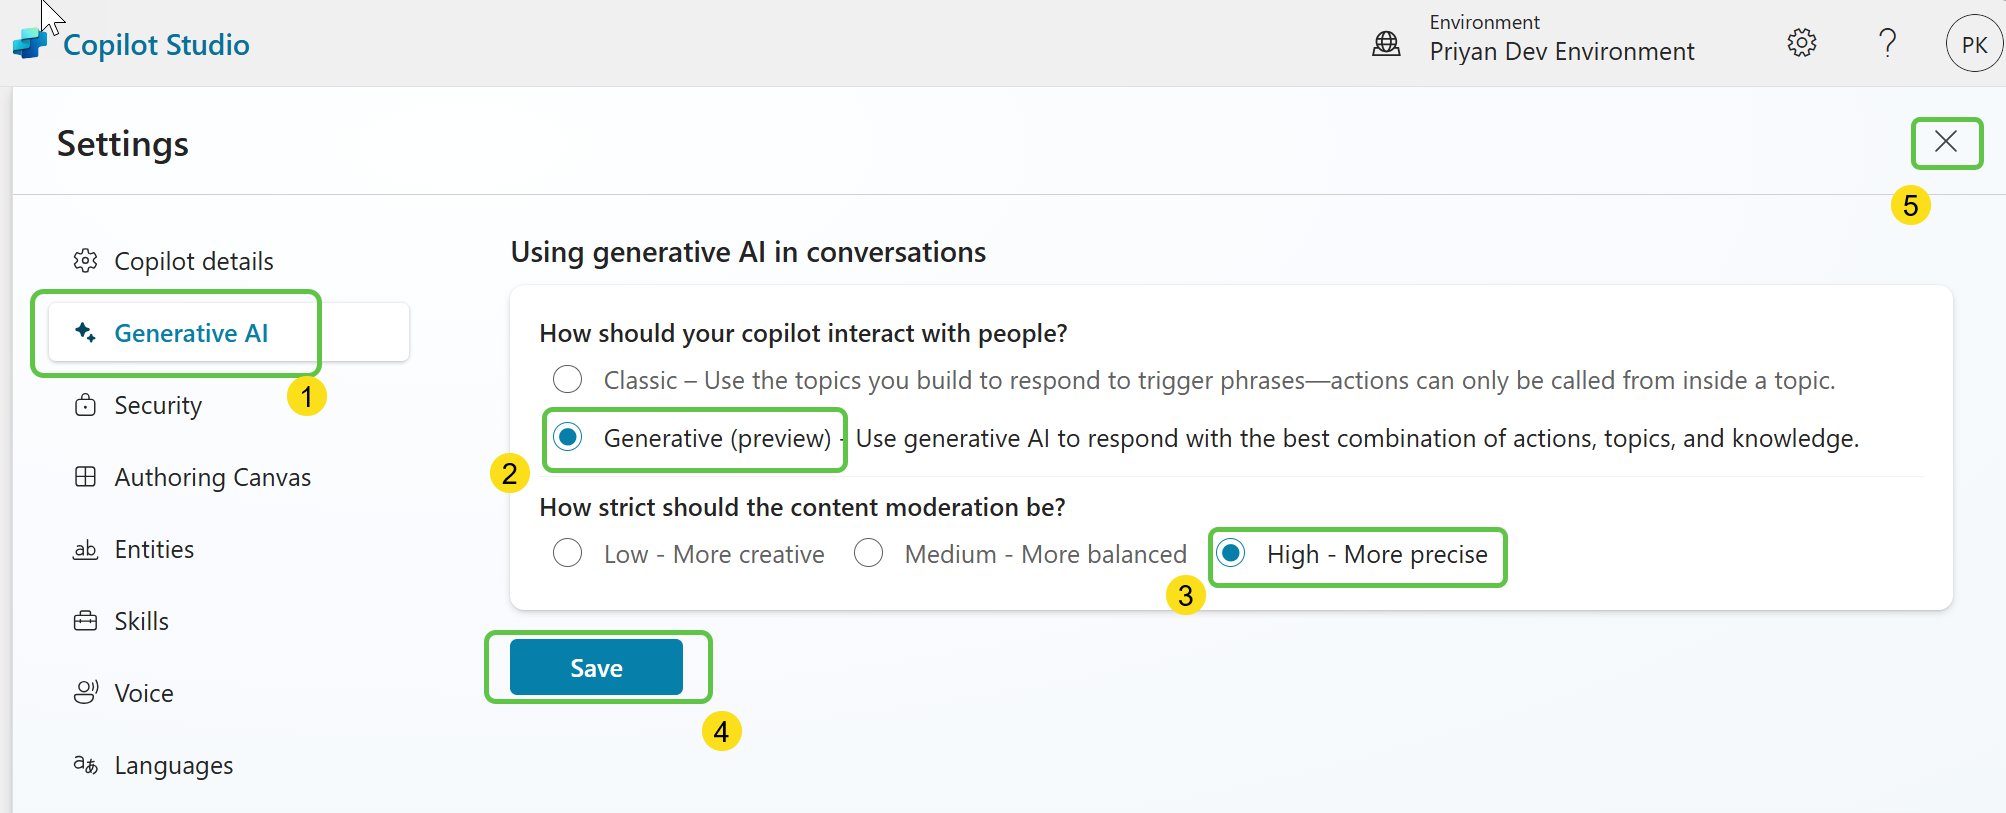 Copilot Studio
Environment
Priyan Dev Environment
?
PK
Settings
5
Copilot details
Generative AI
1
Security
Authoring Canvas
Entities
Skills
Voice
Languages
Using generative AI in conversations
How should your copilot interact with people?
Classic – Use the topics you build to respond to trigger phrases—actions can only be called from inside a topic.
Generative (preview) - Use generative AI to respond with the best combination of actions, topics, and knowledge.
2
How strict should the content moderation be?
Low - More creative
Medium - More balanced
High - More precise
3
Save
4